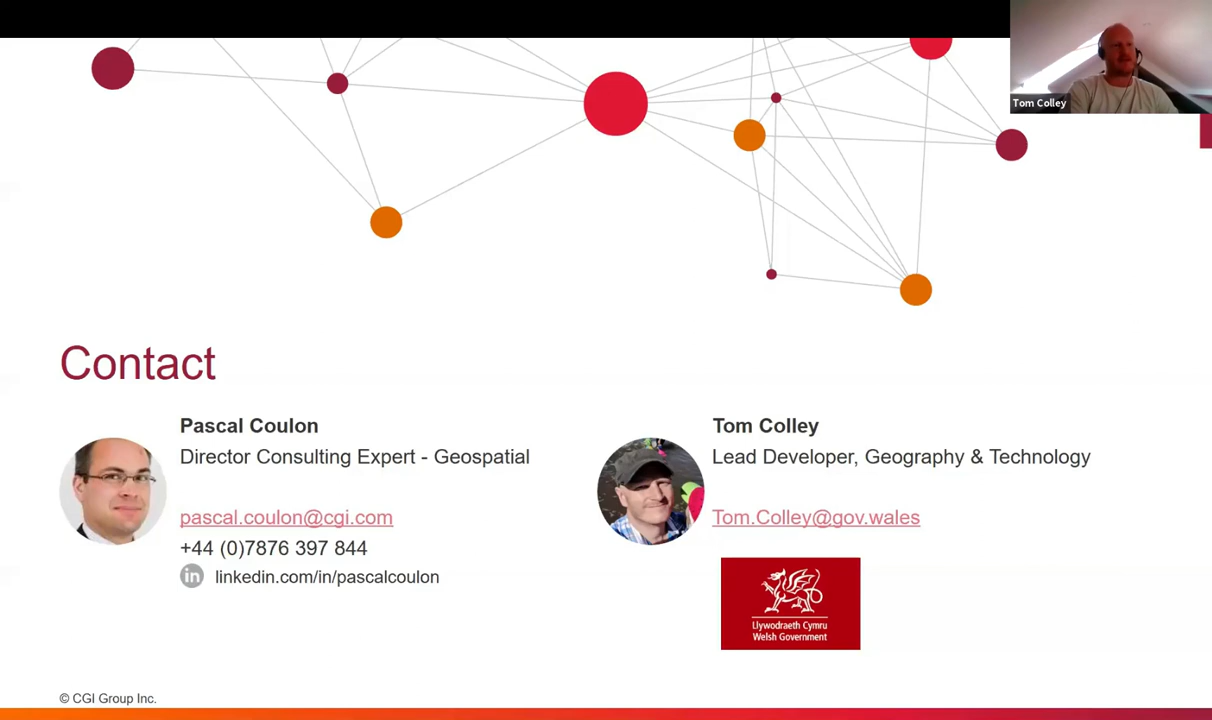 Tom Colley
Contact
Pascal Coulon
Director Consulting Expert - Geospatial
pascal.coulon@cgi.com
+44 (0)7876 397 844
in linkedin.com/in/pascalcoulon
Tom Colley
Lead Developer, Geography & Technology
Tom.Colley@gov.wales
Llywodraeth Cymru
Welsh Government
© CGI Group Inc.